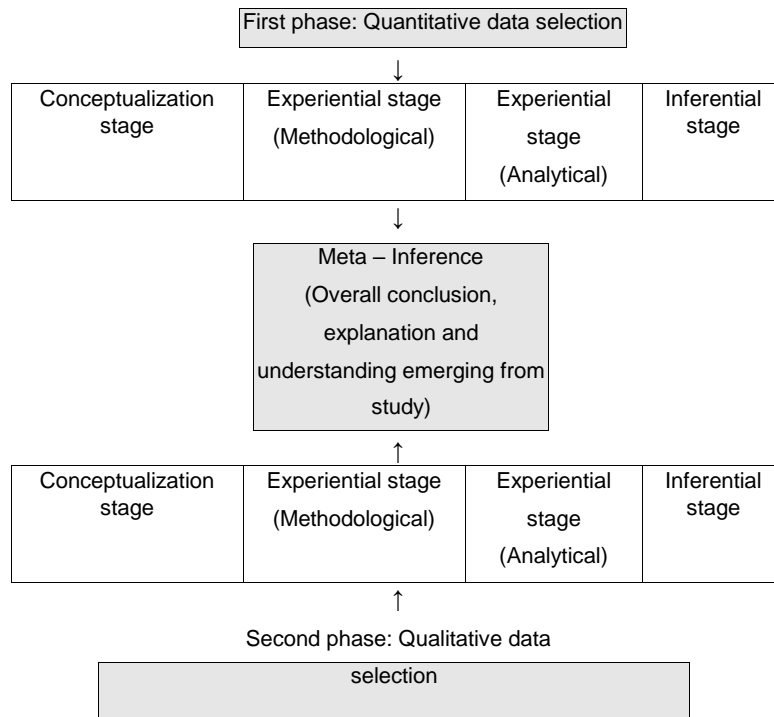 First phase: Quantitative data selection
↓
Conceptualization
stage
Experiential stage
(Methodological)
Experiential
stage
(Analytical)
Inferential
stage
↓
Meta – Inference
(Overall conclusion,
explanation and
understanding emerging from
study)
↑
Conceptualization
stage
Experiential stage
(Methodological)
Experiential
stage
(Analytical)
Inferential
stage
↑
Second phase: Qualitative data
selection